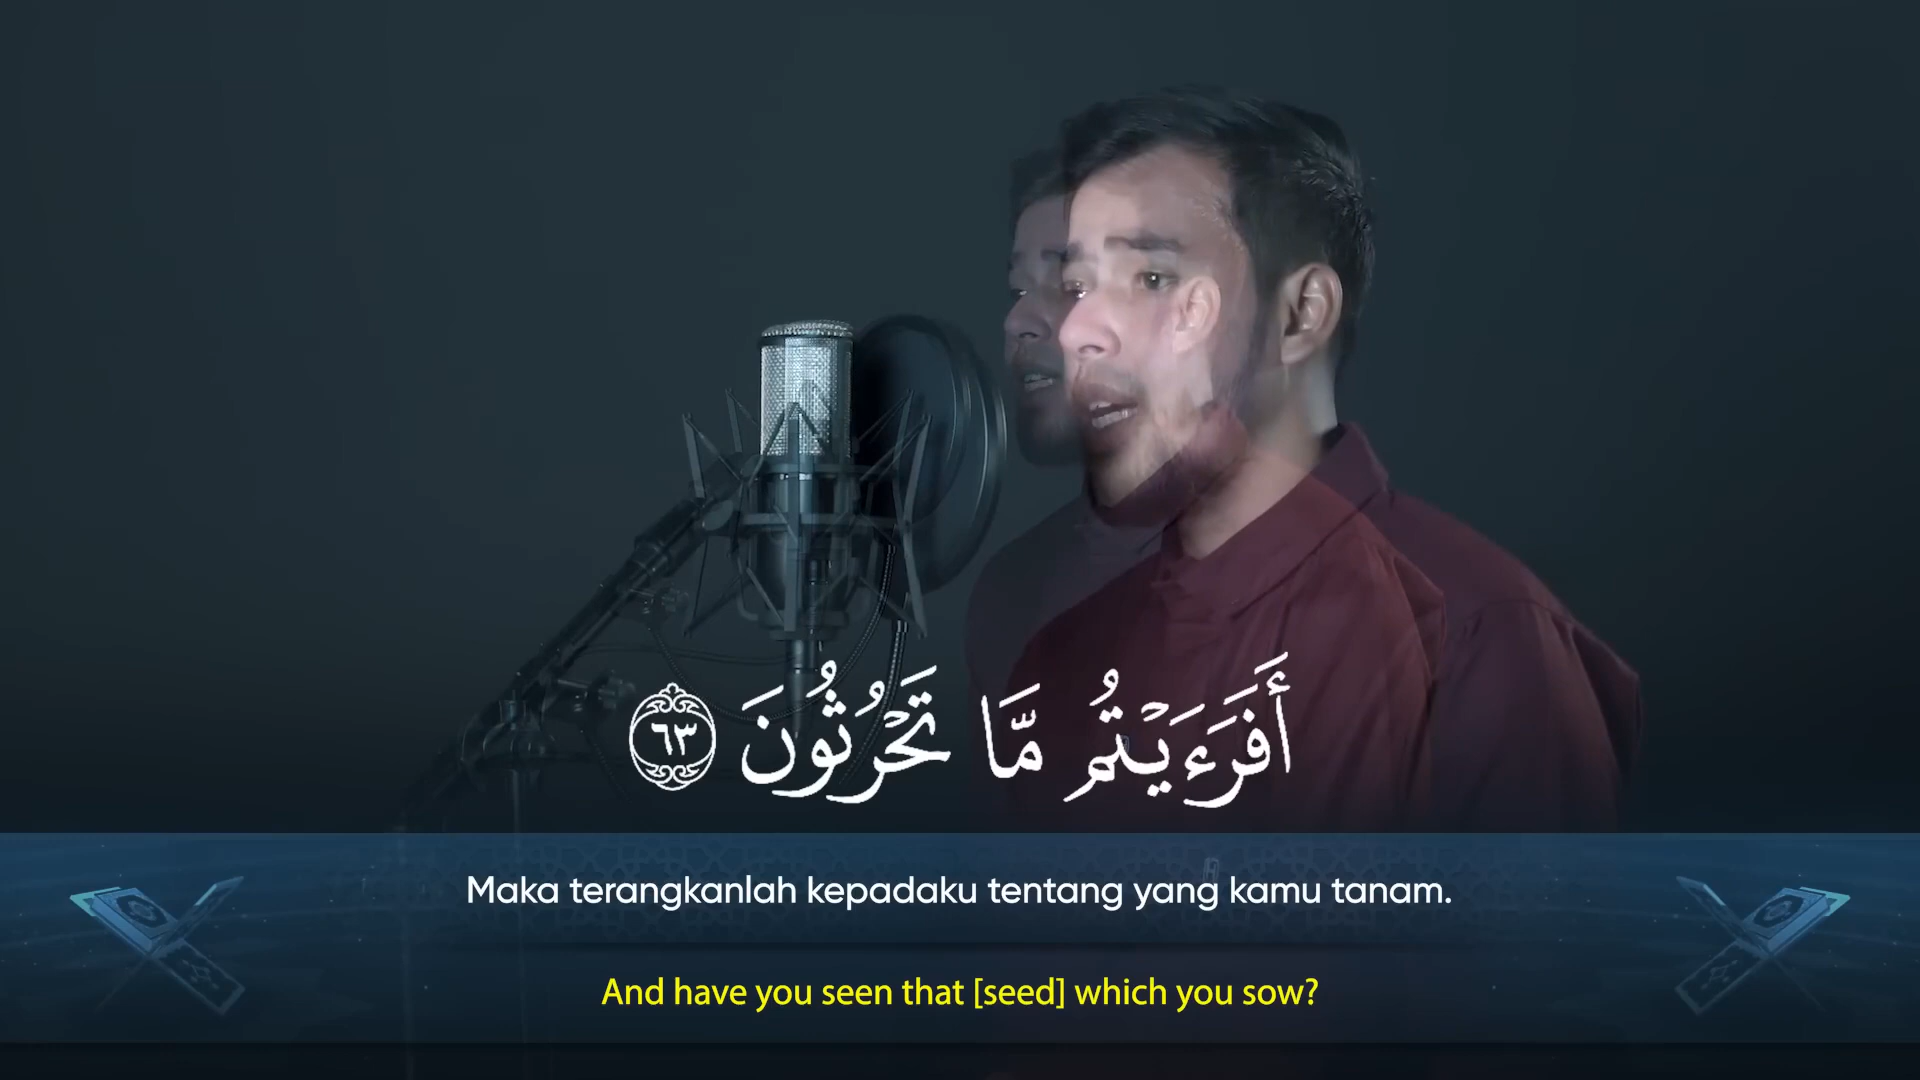 أَفَرَءَيْتُم مَّا تَحْرُثُونَ ٦٣
Maka terangkanlah kepadaku tentang yang kamu tanam.
And have you seen that [seed] which you sow?